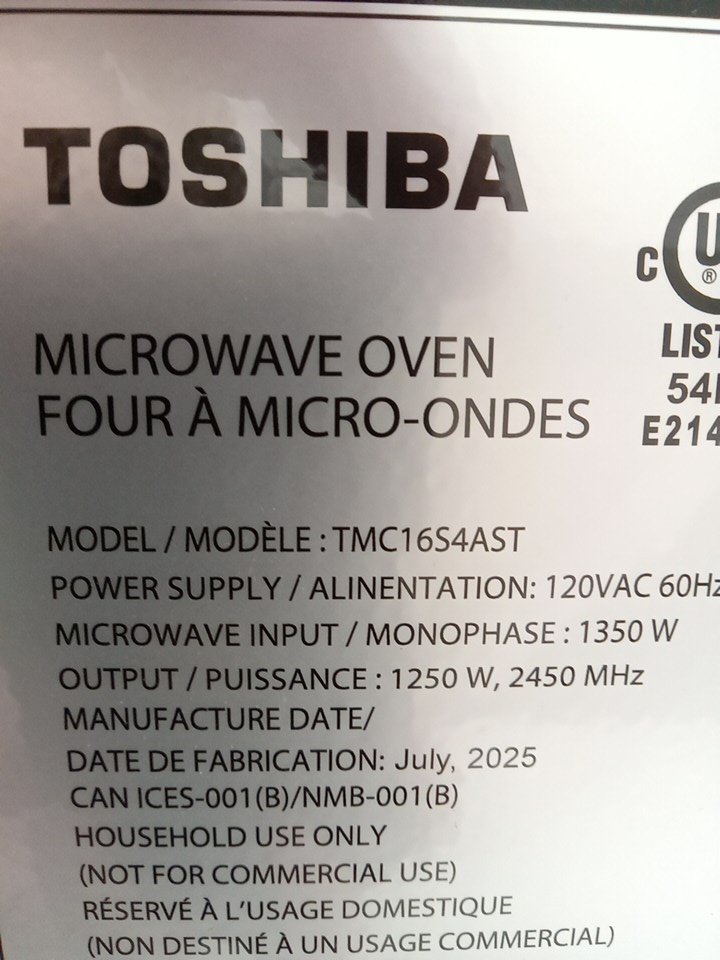 TOSHIBA
C
®
MICROWAVE OVEN
FOUR À MICRO-ONDES
MODEL / MODÈLE : TMC16S4AST
POWER SUPPLY / ALINENTATION: 120VAC 60Hz
MICROWAVE INPUT / MONOPHASE : 1350 W
OUTPUT / PUISSANCE : 1250 W, 2450 MHz
MANUFACTURE DATE/
DATE DE FABRICATION: July, 2025
CAN ICES-001(B)/NMB-001(B)
HOUSEHOLD USE ONLY
(NOT FOR COMMERCIAL USE)
RÉSERVÉ À L'USAGE DOMESTIQUE
(NON DESTINÉ À UN USAGE COMMERCIAL)